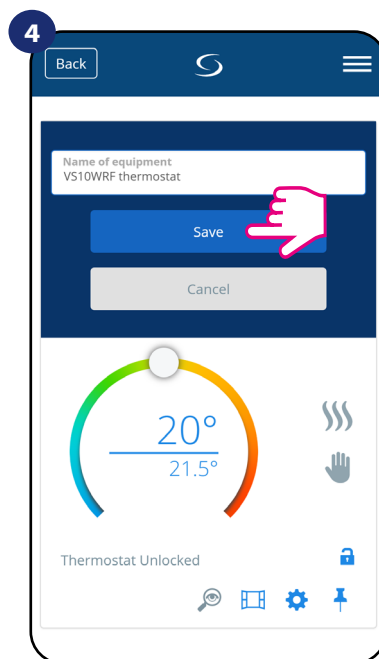 4
Back
Name of equipment
VS10WRF thermostat
Save
Cancel
20°
21.5°
Thermostat Unlocked